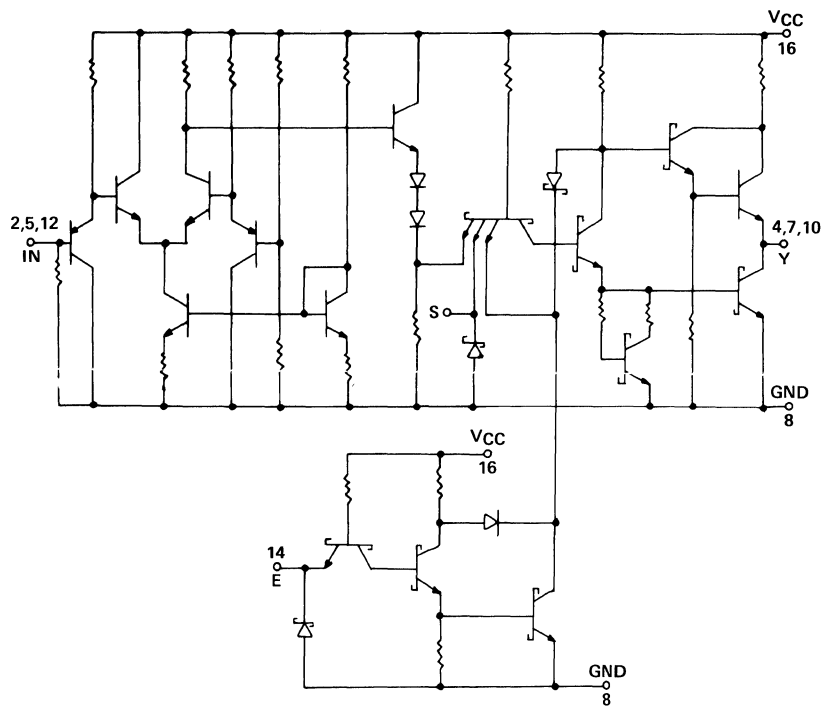 VCC
16
2,5,12
IN
4,7,10
Y
S
GND
8
VCC
16
14
E
GND
8